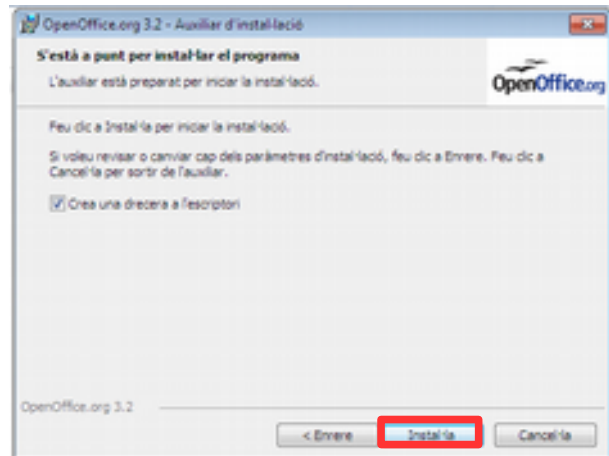 OpenOffice.org 3.2 - Auxiliar d'instal·lació
S'està a punt per instal·lar el programa
L'auxiliar està preparat per iniciar la instal·lació.
OpenOffice.org
Feu clic a Instal·la per iniciar la instal·lació.
Si voleu revisar o canviar cap dels paràmetres d'instal·lació, feu clic a Enrere. Feu clic a
Cancel·la per sortir de l'auxiliar.
Crea una drecera a l'escriptori
OpenOffice.org 3.2
< Enrere Instal·la Cancel·la